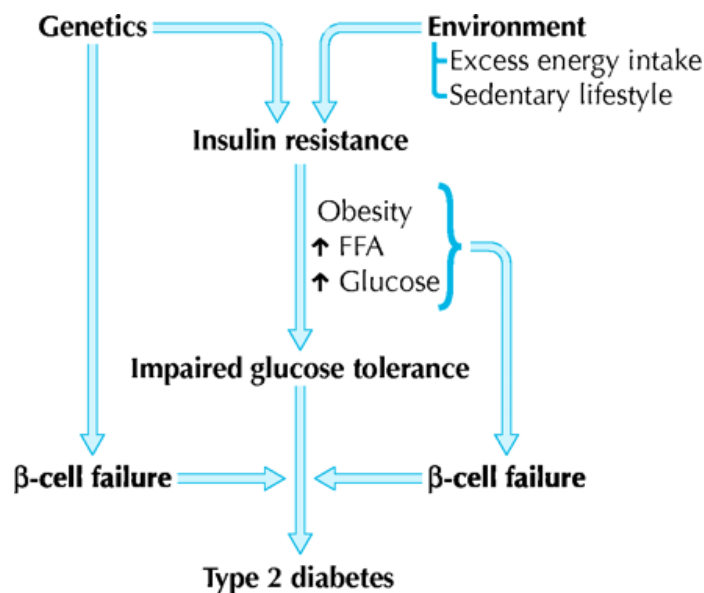 Genetics
Environment
Excess energy intake
Sedentary lifestyle
Insulin resistance
Obesity
↑ FFA
↑ Glucose
Impaired glucose tolerance
β-cell failure
β-cell failure
Type 2 diabetes